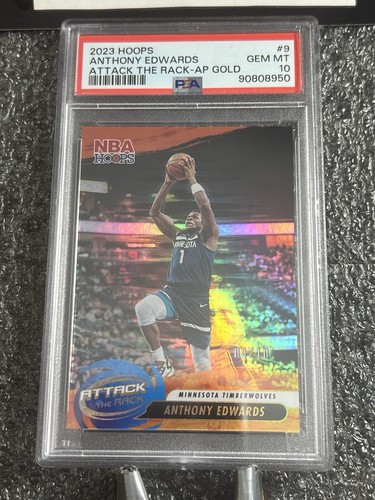 2023 HOOPS #9
ANTHONY EDWARDS GEM MT
ATTACK THE RACK-AP GOLD 10
PSA 90808950
NBA
HOOPS
MINNESOTA
1
ATTACK
THE RACK
MINNESOTA TIMBERWOLVES
ANTHONY EDWARDS